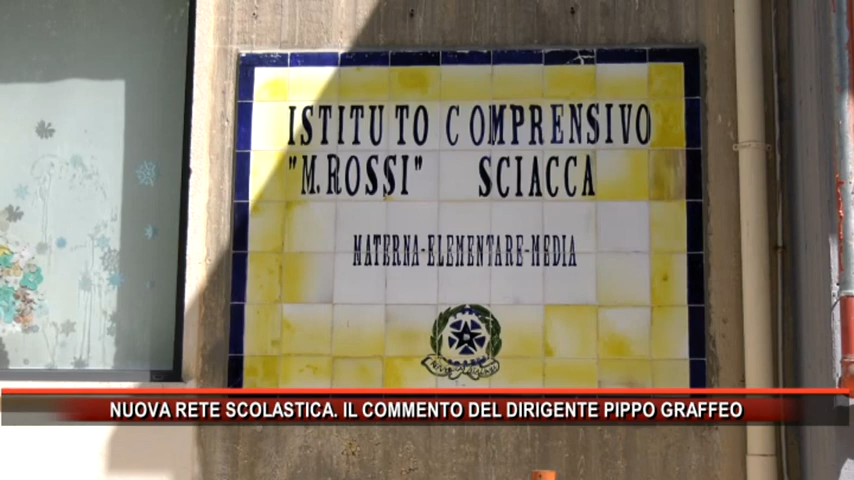 ISTITUTO COMPRENSIVO
"M.ROSSI" SCIACCA
MATERNA-ELEMENTARE-MEDIA
NUOVA RETE SCOLASTICA. IL COMMENTO DEL DIRIGENTE PIPPO GRAFFEO